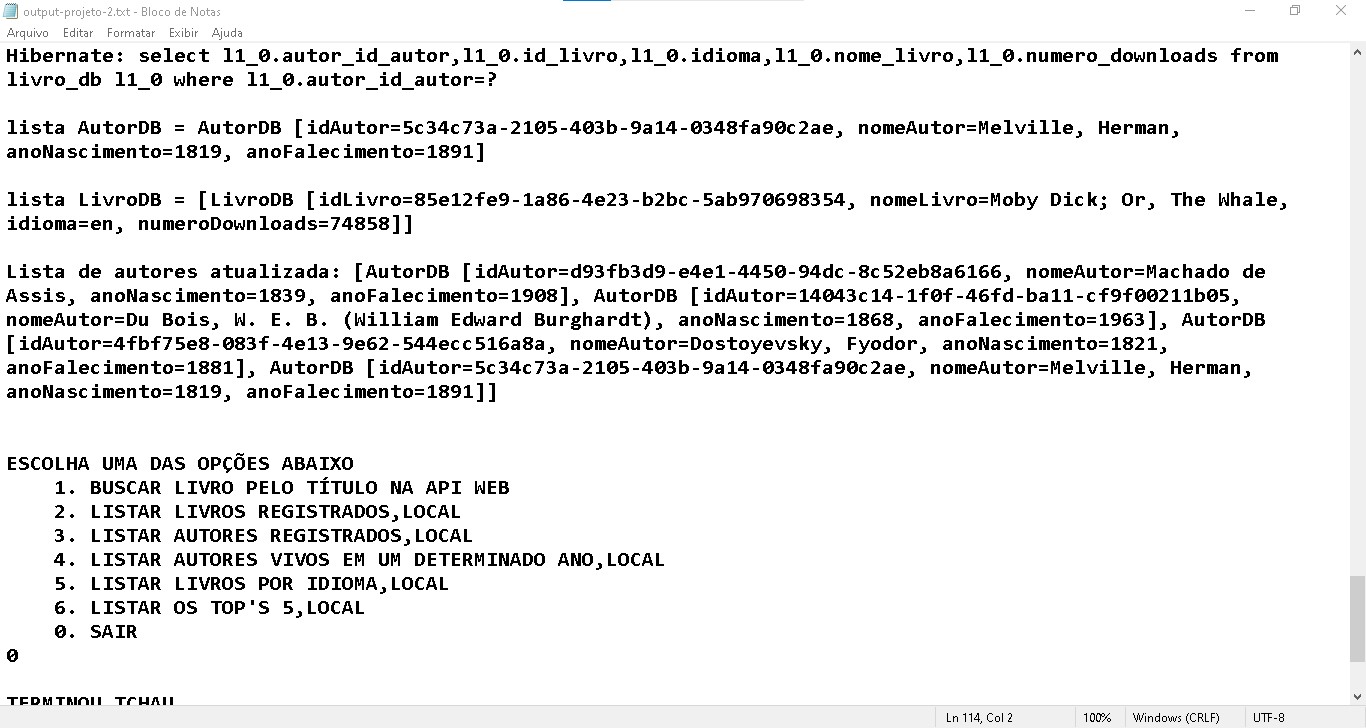 output-projeto-2.txt - Bloco de Notas
Arquivo Editar Formatar Exibir Ajuda
Hibernate: select l1_0.autor_id_autor,l1_0.id_livro,l1_0.idioma,l1_0.nome_livro,l1_0.numero_downloads from
livro_db l1_0 where l1_0.autor_id_autor=?
lista AutorDB = AutorDB [idAutor=5c34c73a-2105-403b-9a14-0348fa90c2ae, nomeAutor=Melville, Herman,
anoNascimento=1819, anoFalecimento=1891]
lista LivroDB = [LivroDB [idLivro=85e12fe9-1a86-4e23-b2bc-5ab970698354, nomeLivro=Moby Dick; Or, The Whale,
idioma=en, numeroDownloads=74858]]
Lista de autores atualizada: [AutorDB [idAutor=d93fb3d9-e4e1-4450-94dc-8c52eb8a6166, nomeAutor=Machado de
Assis, anoNascimento=1839, anoFalecimento=1908], AutorDB [idAutor=14043c14-1f0f-46fd-ba11-cf9f00211b05,
nomeAutor=Du Bois, W. E. B. (William Edward Burghardt), anoNascimento=1868, anoFalecimento=1963], AutorDB
[idAutor=4fbf75e8-083f-4e13-9e62-544ecc516a8a, nomeAutor=Dostoyevsky, Fyodor, anoNascimento=1821,
anoFalecimento=1881], AutorDB [idAutor=5c34c73a-2105-403b-9a14-0348fa90c2ae, nomeAutor=Melville, Herman,
anoNascimento=1819, anoFalecimento=1891]]
ESCOLHA UMA DAS OPÇÕES ABAIXO
1. BUSCAR LIVRO PELO TÍTULO NA API WEB
2. LISTAR LIVROS REGISTRADOS,LOCAL
3. LISTAR AUTORES REGISTRADOS,LOCAL
4. LISTAR AUTORES VIVOS EM UM DETERMINADO ANO,LOCAL
5. LISTAR LIVROS POR IDIOMA,LOCAL
6. LISTAR OS TOP'S 5,LOCAL
0. SAIR
0
TERMINOU TCHAU
Ln 114, Col 2 100% Windows (CRLF) UTF-8